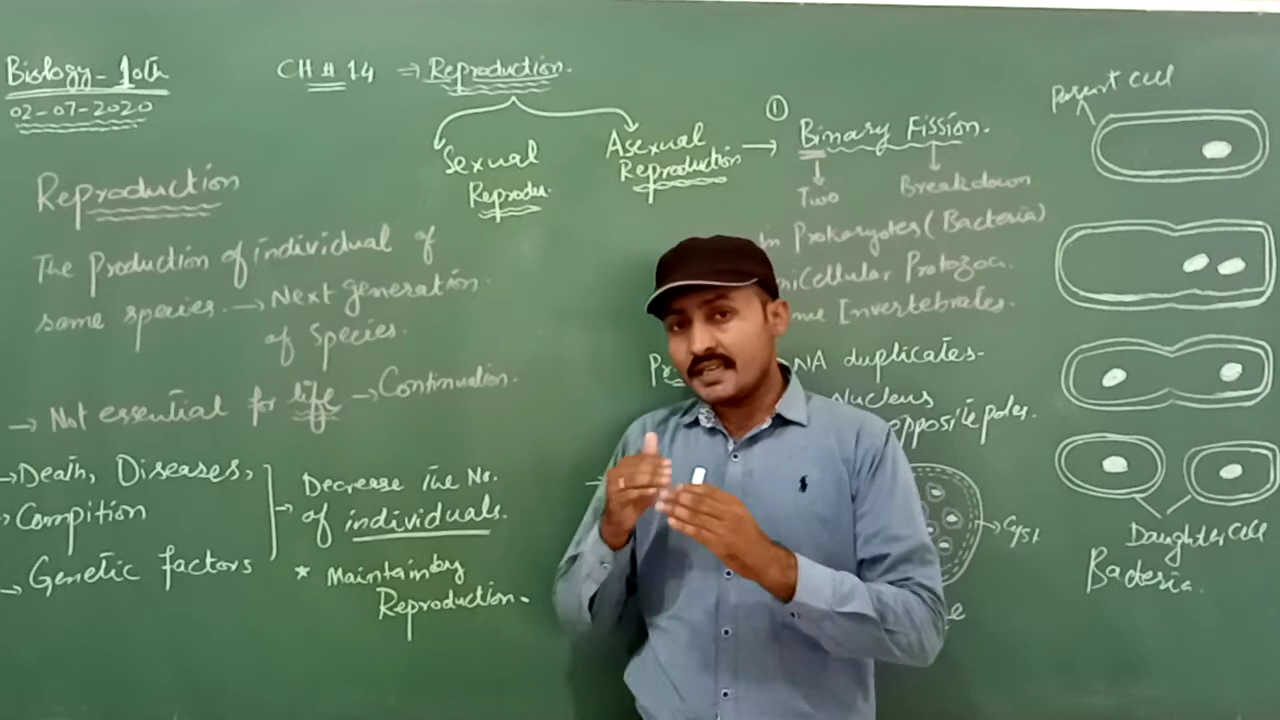 Biology - 10th
02-07-2020
CH # 14 ⇒ Reproduction.
Sexual
Reprodu.
Asexual
Reproduction →
①
Binary Fission.
Two
Breakdown
In Prokaryotes (Bacteria)
Unicellular Protozoa.
Invertebrates.
DNA duplicates-
Nucleus
opposite poles.
→ Cyst
Reproduction
The Production of individual of
same species. → Next generation
of Species.
→ Not essential for life → Continuation.
→ Death, Diseases,
→ Compition
→ Genetic factors
→ Decrease the No.
of individuals.
* Maintain by
Reproduction.
Parent Cell
Daughter Cell
Bacteria.